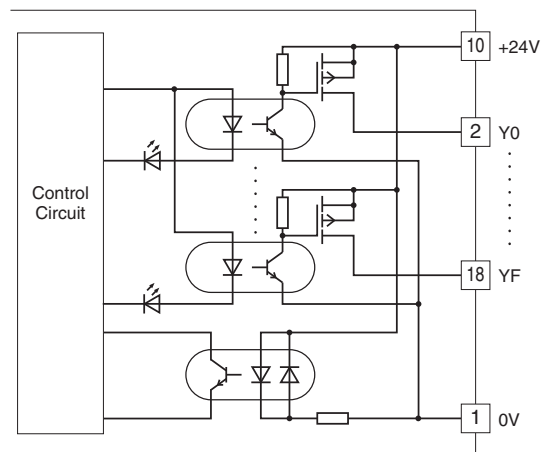 10 +24V
2 Y0
Control
Circuit
18 YF
1 0V